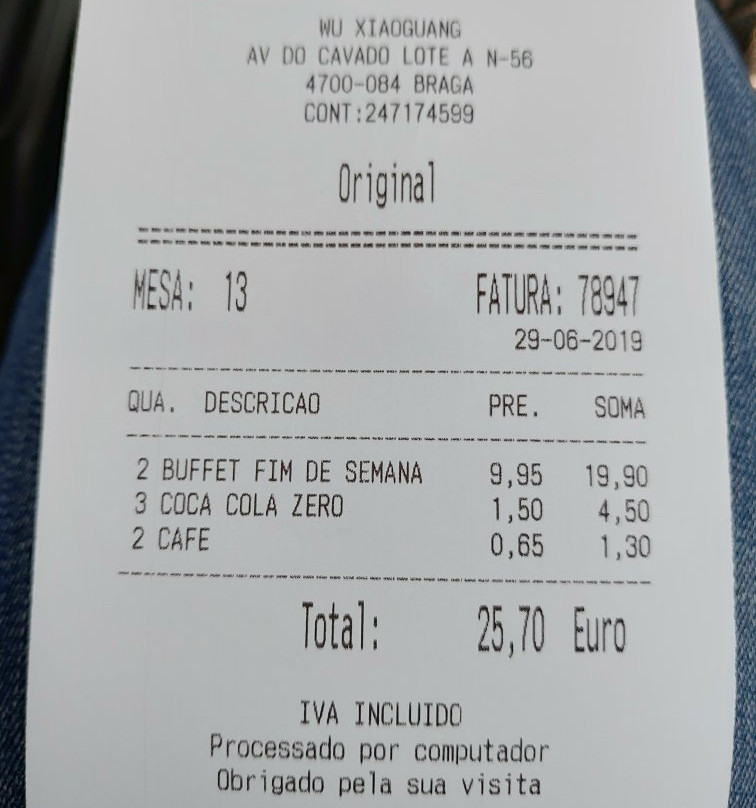 WU XIAOGUANG
AV DO CAVADO LOTE A N-56
4700-084 BRAGA
CONT:247174599
Original
MESA: 13 FATURA: 78947
29-06-2019
QUA. DESCRICAO PRE. SOMA
2 BUFFET FIM DE SEMANA 9,95 19,90
3 COCA COLA ZERO 1,50 4,50
2 CAFE 0,65 1,30
Total: 25,70 Euro
IVA INCLUIDO
Processado por computador
Obrigado pela sua visita